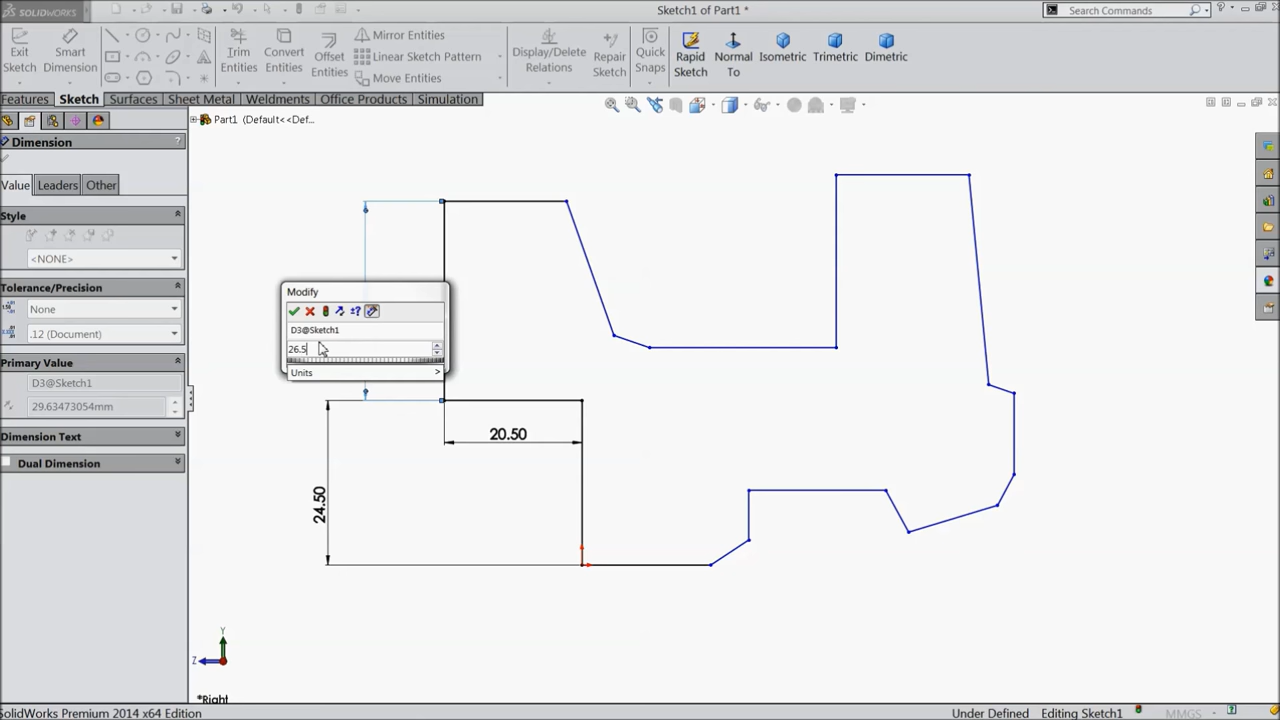 SOLIDWORKS
Sketch1 of Part1 *
Search Commands
?
Exit Sketch
Smart Dimension
Trim Entities
Convert Entities
Offset Entities
Mirror Entities
Linear Sketch Pattern
Move Entities
Display/Delete Relations
Repair Sketch
Quick Snaps
Rapid Sketch
Normal To
Isometric
Trimetric
Dimetric
Features
Sketch
Surfaces
Sheet Metal
Weldments
Office Products
Simulation
Part1 (Default<<Def...
Dimension
?
Value
Leaders
Other
Style
<NONE>
Tolerance/Precision
None
.12 (Document)
Primary Value
D3@Sketch1
29.63473054mm
Dimension Text
Dual Dimension
Modify
±?
D3@Sketch1
26.5
Units
>
20.50
24.50
Y
Z
*Right
SolidWorks Premium 2014 x64 Edition
Under Defined
Editing Sketch1
MMGS
?